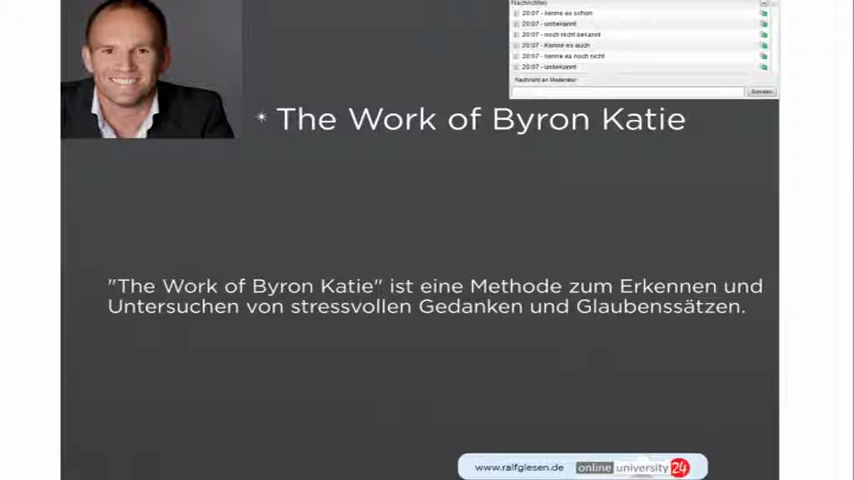 Nachrichten
20:07 - kenne es schon
20:07 - unbekannt
20:07 - noch nicht bekannt
20:07 - Kenne es auch
20:07 - kenne es noch nicht
20:07 - unbekannt
Nachricht an Moderator:
Senden
* The Work of Byron Katie
"The Work of Byron Katie" ist eine Methode zum Erkennen und
Untersuchen von stressvollen Gedanken und Glaubenssätzen.
www.ralfgiesen.de online university 24